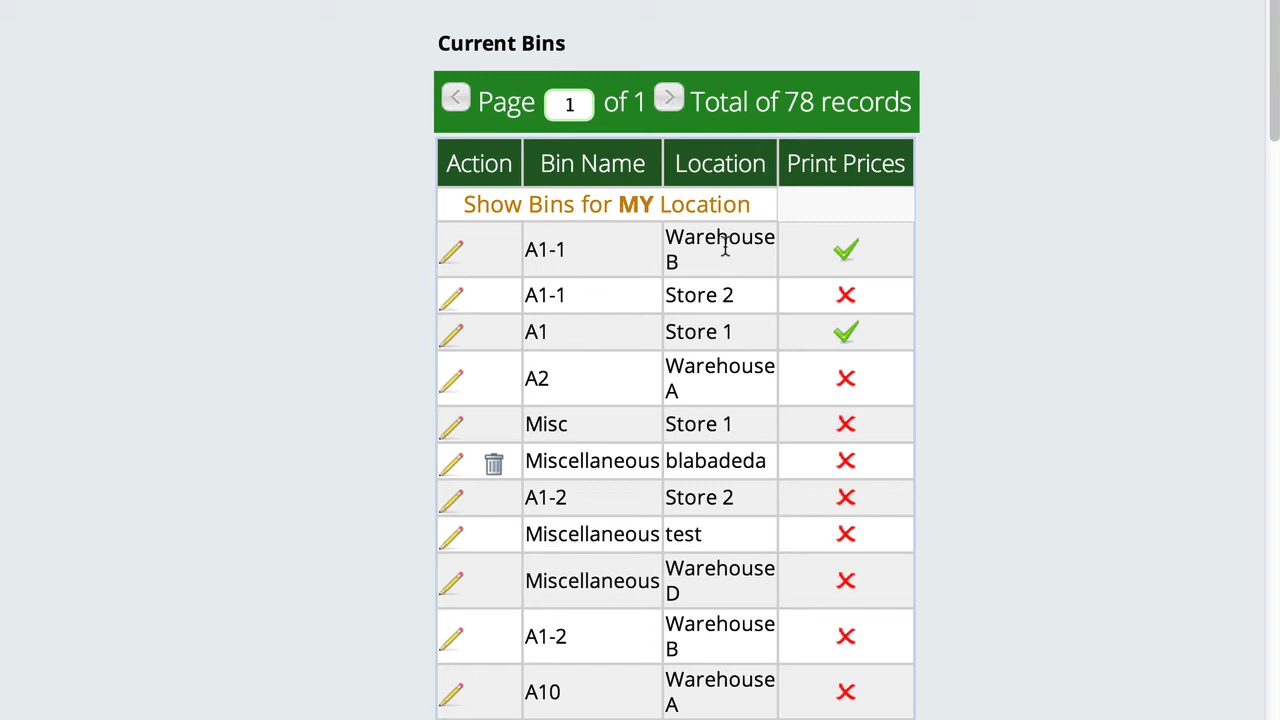 Current Bins
Page 1 of 1 Total of 78 records
Action Bin Name Location Print Prices
Show Bins for MY Location
A1-1 Warehouse
B
A1-1 Store 2
A1 Store 1
A2 Warehouse
A
Misc Store 1
Miscellaneous blabadeda
A1-2 Store 2
Miscellaneous test
Miscellaneous Warehouse
D
A1-2 Warehouse
B
A10 Warehouse
A